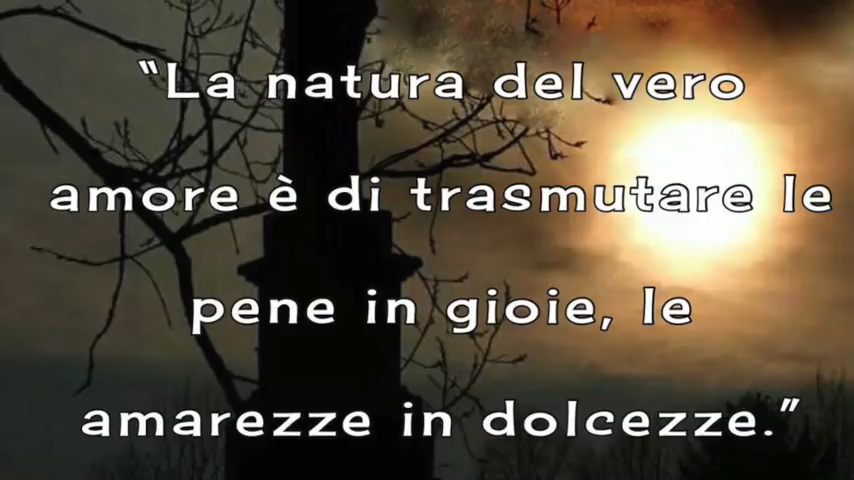 “La natura del vero
amore è di trasmutare le
pene in gioie, le
amarezze in dolcezze.”